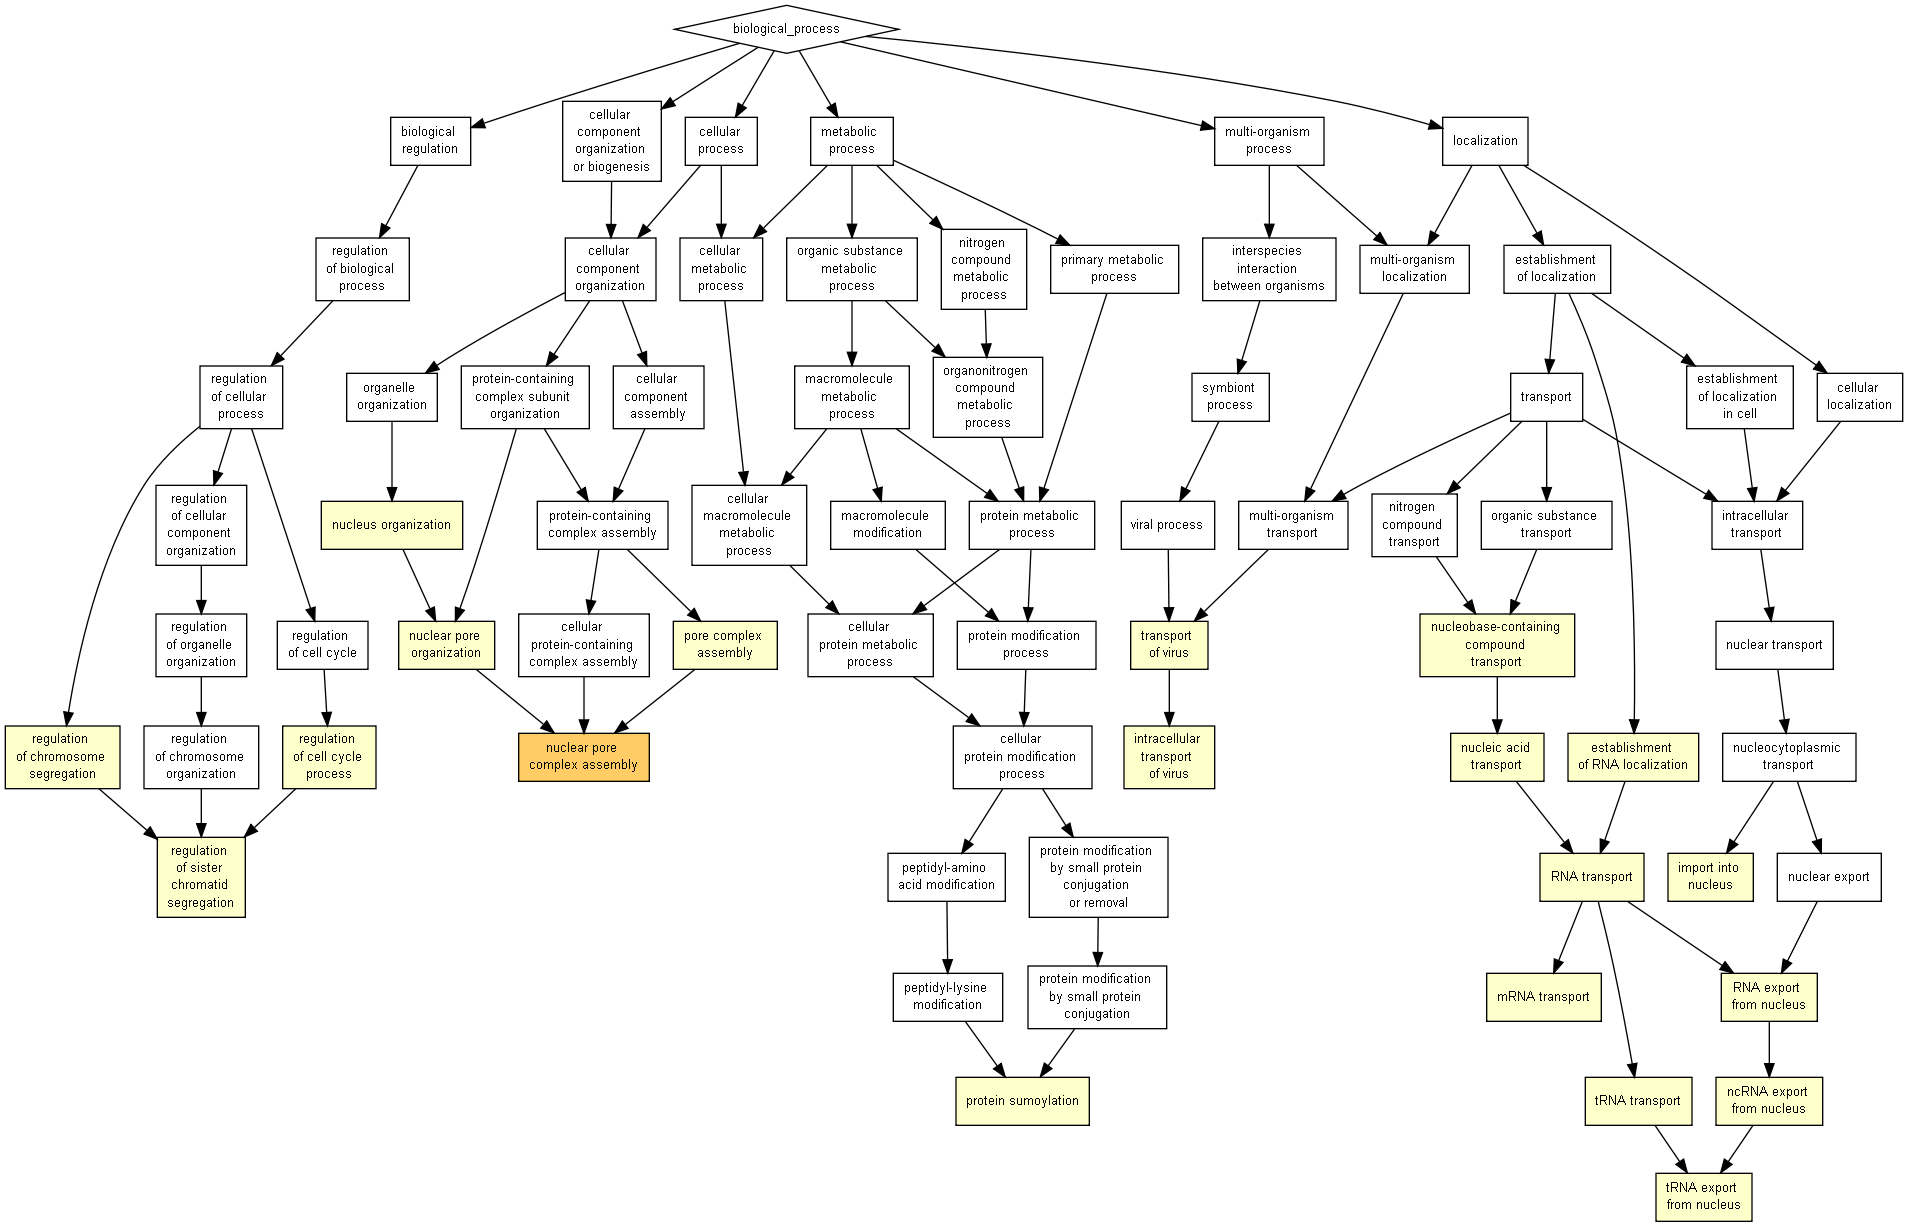 biological_process
biological
regulation
cellular
component
organization
or biogenesis
cellular
process
metabolic
process
multi-organism
process
localization
regulation
of biological
process
cellular
component
organization
cellular
metabolic
process
organic substance
metabolic
process
nitrogen
compound
metabolic
process
primary metabolic
process
interspecies
interaction
between organisms
multi-organism
localization
establishment
of localization
regulation
of cellular
process
organelle
organization
protein-containing
complex subunit
organization
cellular
component
assembly
macromolecule
metabolic
process
organonitrogen
compound
metabolic
process
symbiont
process
transport
establishment
of localization
in cell
cellular
localization
regulation
of cellular
component
organization
nucleus organization
protein-containing
complex assembly
cellular
macromolecule
metabolic
process
macromolecule
modification
protein metabolic
process
viral process
multi-organism
transport
nitrogen
compound
transport
organic substance
transport
intracellular
transport
regulation
of organelle
organization
regulation
of cell cycle
nuclear pore
organization
cellular
protein-containing
complex assembly
pore complex
assembly
cellular
protein metabolic
process
protein modification
process
transport
of virus
nucleobase-containing
compound
transport
nuclear transport
regulation
of chromosome
segregation
regulation
of chromosome
organization
regulation
of cell cycle
process
nuclear pore
complex assembly
cellular
protein modification
process
intracellular
transport
of virus
nucleic acid
transport
establishment
of RNA localization
nucleocytoplasmic
transport
regulation
of sister
chromatid
segregation
peptidyl-amino
acid modification
protein modification
by small protein
conjugation
or removal
RNA transport
import into
nucleus
nuclear export
peptidyl-lysine
modification
protein modification
by small protein
conjugation
mRNA transport
RNA export
from nucleus
protein sumoylation
tRNA transport
ncRNA export
from nucleus
tRNA export
from nucleus